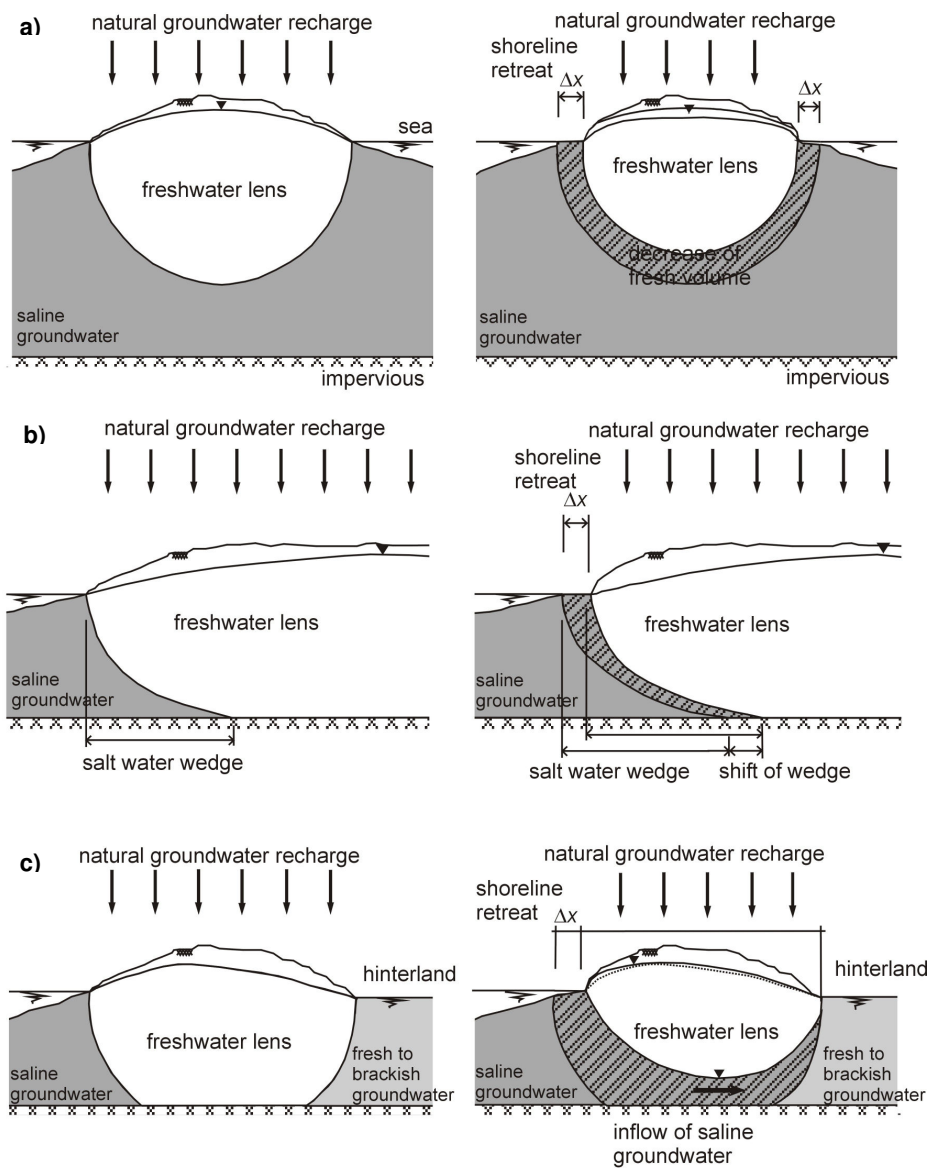 a)
natural groundwater recharge
sea
freshwater lens
saline
groundwater
impervious
natural groundwater recharge
shoreline
retreat
Δx
Δx
freshwater lens
decrease of
fresh volume
saline
groundwater
impervious
b)
natural groundwater recharge
freshwater lens
saline
groundwater
salt water wedge
natural groundwater recharge
shoreline
retreat
Δx
freshwater lens
saline
groundwater
salt water wedge
shift of wedge
c)
natural groundwater recharge
hinterland
freshwater lens
saline
groundwater
fresh to
brackish
groundwater
natural groundwater recharge
shoreline
retreat
Δx
hinterland
freshwater lens
saline
groundwater
fresh to
brackish
groundwater
inflow of saline
groundwater